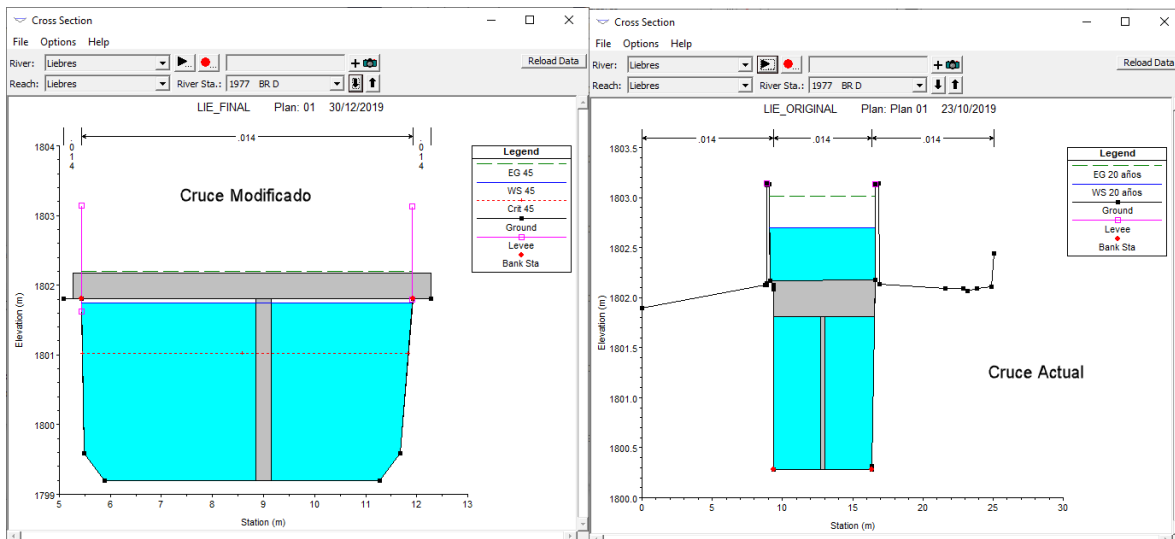 Cross Section
File Options Help
River: Liebres
Reload Data
Reach: Liebres River Sta.: 1977 BR D
LIE_FINAL Plan: 01 30/12/2019
.014 .014 .014
Cruce Modificado
Legend
EG 45
WS 45
Crit 45
Ground
Levee
Bank Sta
Elevation (m)
1804
1803
1802
1801
1800
1799
5 6 7 8 9 10 11 12 13
Station (m)
Cross Section
File Options Help
River: Liebres
Reload Data
Reach: Liebres River Sta.: 1977 BR D
LIE_ORIGINAL Plan: Plan 01 23/10/2019
.014 .014 .014
Legend
EG 20 años
WS 20 años
Ground
Levee
Bank Sta
Cruce Actual
Elevation (m)
1803.5
1803.0
1802.5
1802.0
1801.5
1801.0
1800.5
1800.0
0 5 10 15 20 25 30
Station (m)